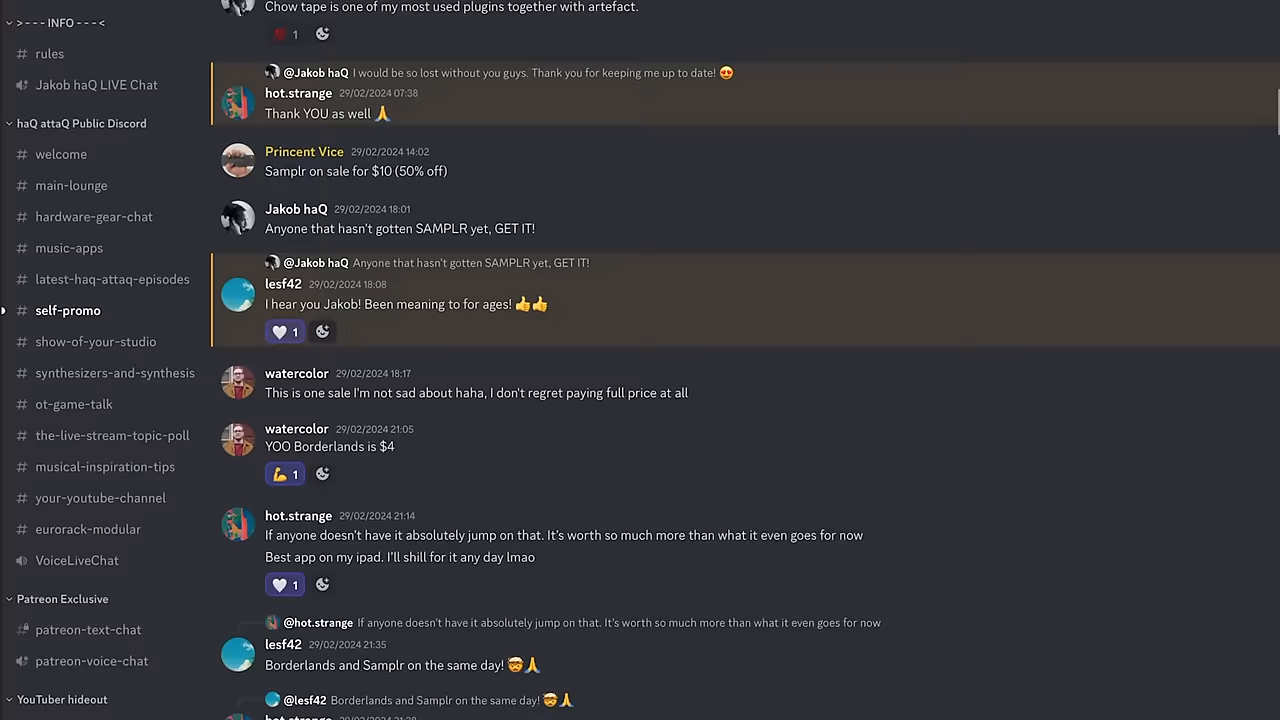 >--- INFO ---<
rules
Jakob haQ LIVE Chat
haQ attaQ Public Discord
welcome
main-lounge
hardware-gear-chat
music-apps
latest-haq-attaq-episodes
self-promo
show-of-your-studio
synthesizers-and-synthesis
ot-game-talk
the-live-stream-topic-poll
musical-inspiration-tips
your-youtube-channel
eurorack-modular
VoiceLiveChat
Patreon Exclusive
patreon-text-chat
patreon-voice-chat
YouTuber hideout
Chow tape is one of my most used plugins together with artefact.
1
@Jakob haQ I would be so lost without you guys. Thank you for keeping me up to date! 😍
hot.strange 29/02/2024 07:38
Thank YOU as well 🙏
Princent Vice 29/02/2024 14:02
Samplr on sale for $10 (50% off)
Jakob haQ 29/02/2024 18:01
Anyone that hasn't gotten SAMPLR yet, GET IT!
@Jakob haQ Anyone that hasn't gotten SAMPLR yet, GET IT!
lesf42 29/02/2024 18:08
I hear you Jakob! Been meaning to for ages! 👍👍
🤍 1
watercolor 29/02/2024 18:17
This is one sale I'm not sad about haha, I don't regret paying full price at all
watercolor 29/02/2024 21:05
YOO Borderlands is $4
💪 1
hot.strange 29/02/2024 21:14
If anyone doesn't have it absolutely jump on that. It's worth so much more than what it even goes for now
Best app on my ipad. I'll shill for it any day lmao
🤍 1
@hot.strange If anyone doesn't have it absolutely jump on that. It's worth so much more than what it even goes for now
lesf42 29/02/2024 21:35
Borderlands and Samplr on the same day! 🤯🙏
@lesf42 Borderlands and Samplr on the same day! 🤯🙏
hot.strange